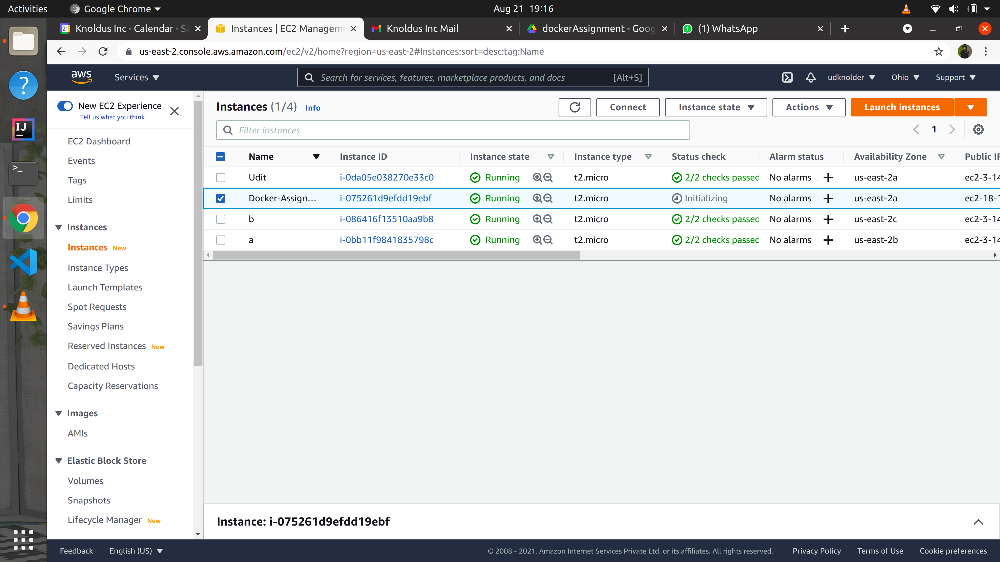 Activities Google Chrome Aug 21 19:16
Knoldus Inc - Calendar - Sa Instances | EC2 Managem Knoldus Inc Mail dockerAssignment - Goog (1) WhatsApp
us-east-2.console.aws.amazon.com/ec2/v2/home?region=us-east-2#Instances:sort=desc:tag:Name
aws Services Search for services, features, marketplace products, and docs [Alt+S] udknolder Ohio Support
New EC2 Experience
Tell us what you think
EC2 Dashboard
Events
Tags
Limits
Instances
Instances New
Instance Types
Launch Templates
Spot Requests
Savings Plans
Reserved Instances New
Dedicated Hosts
Capacity Reservations
Images
AMIs
Elastic Block Store
Volumes
Snapshots
Lifecycle Manager New
Instances (1/4) Info Connect Instance state Actions Launch instances
Filter instances 1
Name Instance ID Instance state Instance type Status check Alarm status Availability Zone Public IP
Udit i-0da05e038270e33c0 Running t2.micro 2/2 checks passed No alarms us-east-2a ec2-3-14
Docker-Assign... i-075261d9efdd19ebf Running t2.micro Initializing No alarms us-east-2a ec2-18-1
b i-086416f13510aa9b8 Running t2.micro 2/2 checks passed No alarms us-east-2c ec2-3-14
a i-0bb11f9841835798c Running t2.micro 2/2 checks passed No alarms us-east-2b ec2-3-14
Instance: i-075261d9efdd19ebf
Feedback English (US) © 2008 - 2021, Amazon Internet Services Private Ltd. or its affiliates. All rights reserved. Privacy Policy Terms of Use Cookie preferences